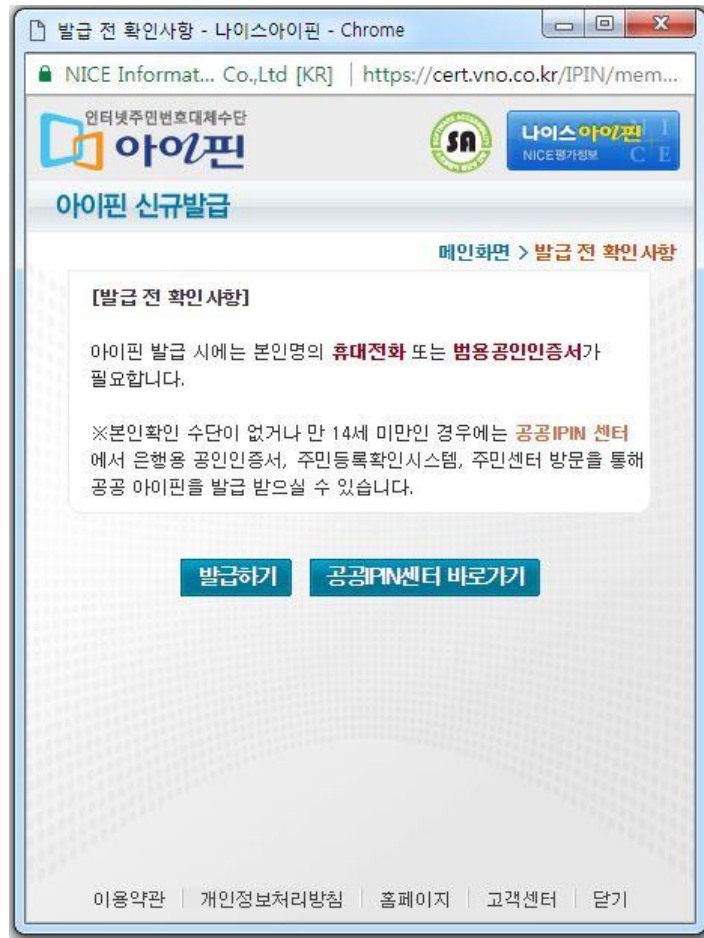 발급 전 확인사항 - 나이스아이핀 - Chrome
NICE Informat... Co.,Ltd [KR] | https://cert.vno.co.kr/IPIN/mem...
인터넷주민번호대체수단
아이핀
SA
나이스아이핀
NICE평가정보
NICE
아이핀 신규발급
메인화면 > 발급 전 확인사항
[발급 전 확인사항]
아이핀 발급 시에는 본인명의 휴대전화 또는 범용공인인증서가
필요합니다.
※본인확인 수단이 없거나 만 14세 미만인 경우에는 공공IPIN 센터
에서 은행용 공인인증서, 주민등록확인시스템, 주민센터 방문을 통해
공공 아이핀을 발급 받으실 수 있습니다.
발급하기 공공IPIN센터 바로가기
이용약관 | 개인정보처리방침 | 홈페이지 | 고객센터 | 닫기